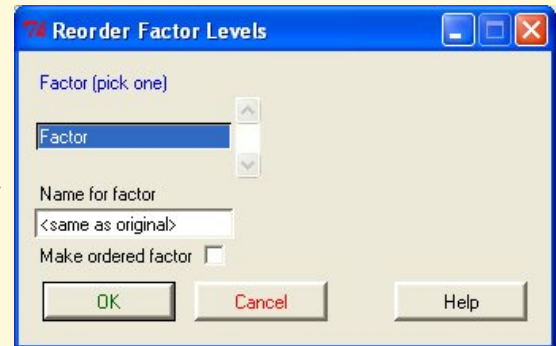 Reorder Factor Levels
Factor (pick one)
Factor
Name for factor
<same as original>
Make ordered factor
OK Cancel Help